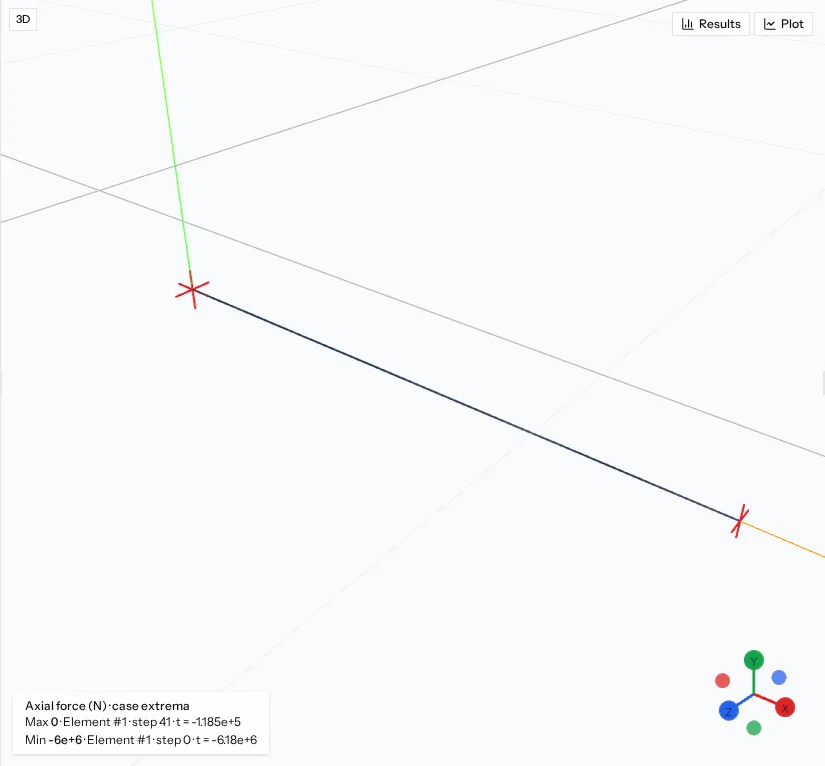 3D
Results
Plot
Axial force (N) · case extrema
Max 0 · Element #1 · step 41 · t = -1.185e+5
Min -6e+6 · Element #1 · step 0 · t = -6.18e+6
Y
Z
X